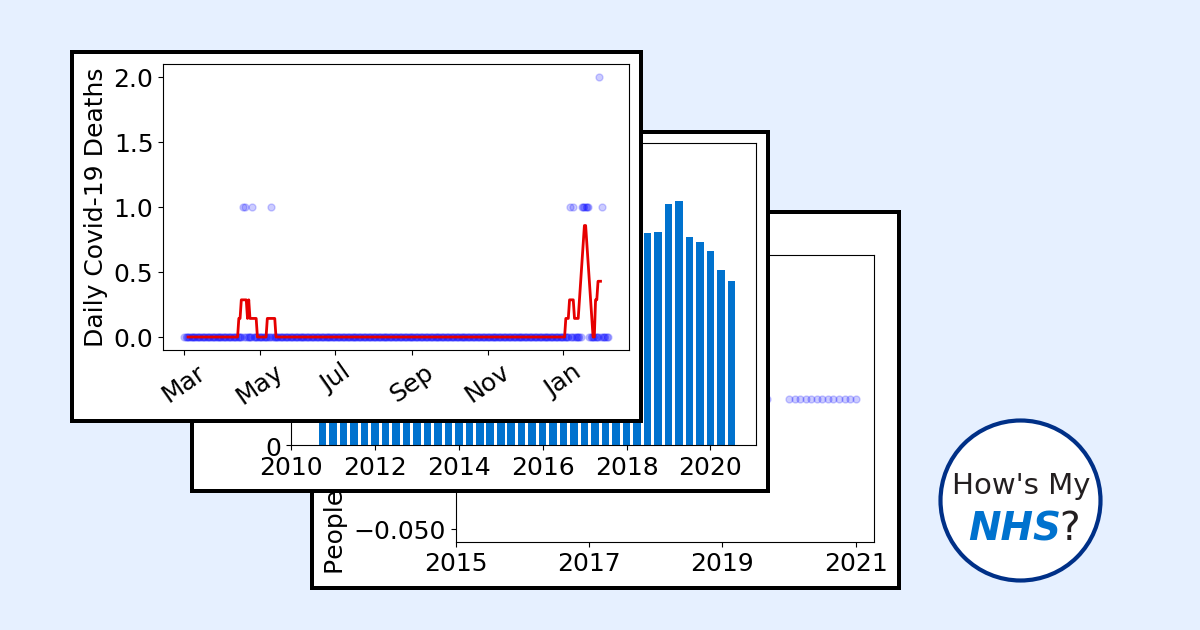 Daily Covid-19 Deaths
2.0
1.5
1.0
0.5
0.0
Mar May Jul Sep Nov Jan
0
2010 2012 2014 2016 2018 2020
People
−0.050
2015 2017 2019 2021
How's My
NHS?